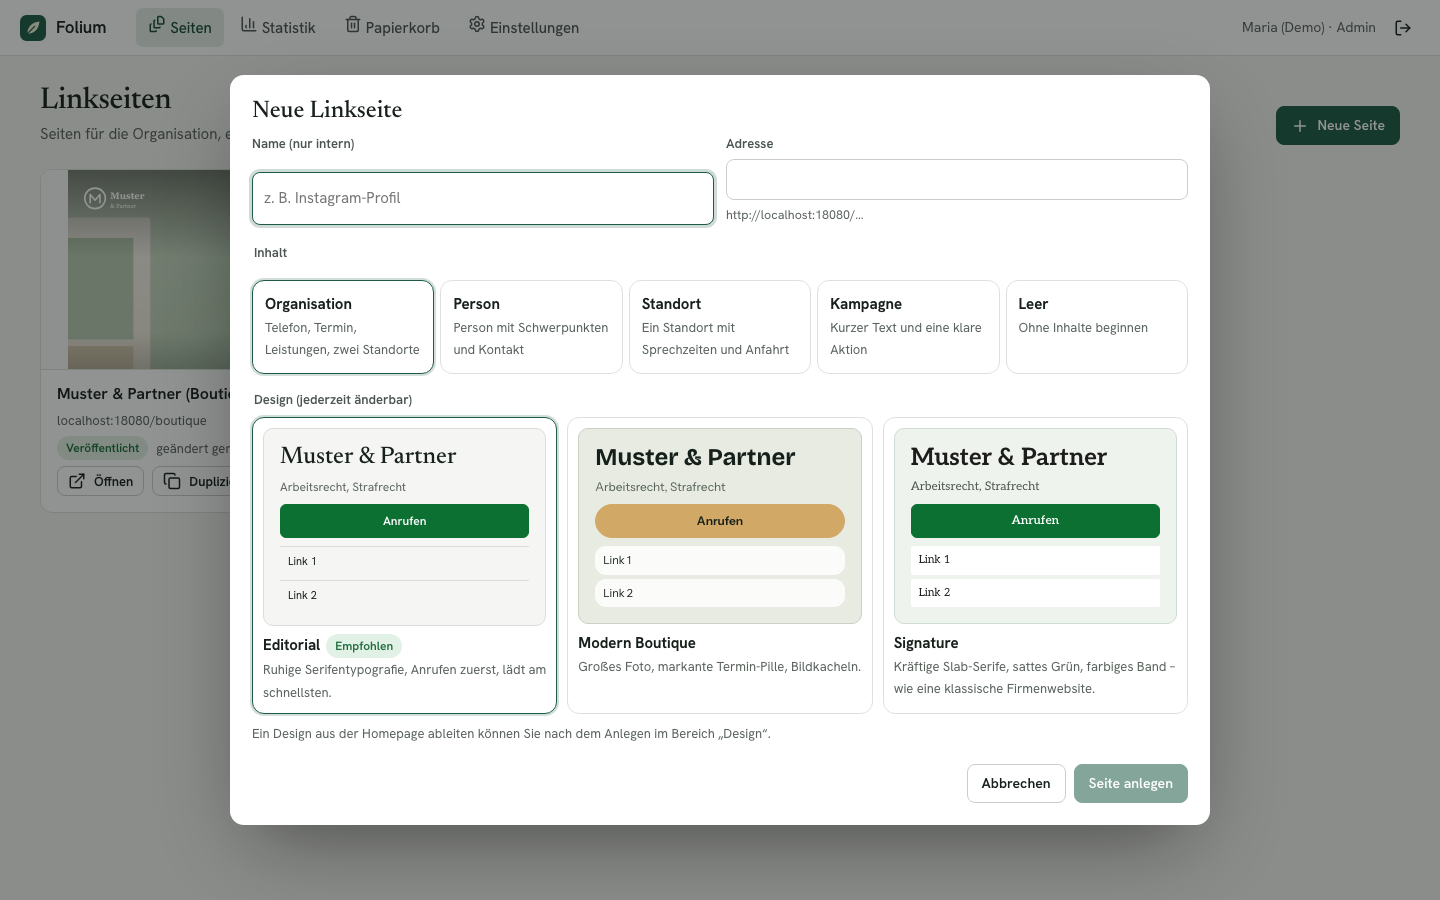 Folium
Seiten
Statistik
Papierkorb
Einstellungen
Maria (Demo) · Admin
Linkseiten
Seiten für die Organisation, e
Neue Seite
Muster
& Partner
Muster & Partner (Bouti
localhost:18080/boutique
Veröffentlicht
geändert ger
Öffnen
Duplizi
Neue Linkseite
Name (nur intern)
Adresse
z. B. Instagram-Profil
http://localhost:18080/…
Inhalt
Organisation
Telefon, Termin,
Leistungen, zwei Standorte
Person
Person mit Schwerpunkten
und Kontakt
Standort
Ein Standort mit
Sprechzeiten und Anfahrt
Kampagne
Kurzer Text und eine klare
Aktion
Leer
Ohne Inhalte beginnen
Design (jederzeit änderbar)
Muster & Partner
Arbeitsrecht, Strafrecht
Anrufen
Link 1
Link 2
Editorial
Empfohlen
Ruhige Serifentypografie, Anrufen zuerst, lädt am
schnellsten.
Muster & Partner
Arbeitsrecht, Strafrecht
Anrufen
Link 1
Link 2
Modern Boutique
Großes Foto, markante Termin-Pille, Bildkacheln.
Muster & Partner
Arbeitsrecht, Strafrecht
Anrufen
Link 1
Link 2
Signature
Kräftige Slab-Serife, sattes Grün, farbiges Band –
wie eine klassische Firmenwebsite.
Ein Design aus der Homepage ableiten können Sie nach dem Anlegen im Bereich „Design“.
Abbrechen
Seite anlegen